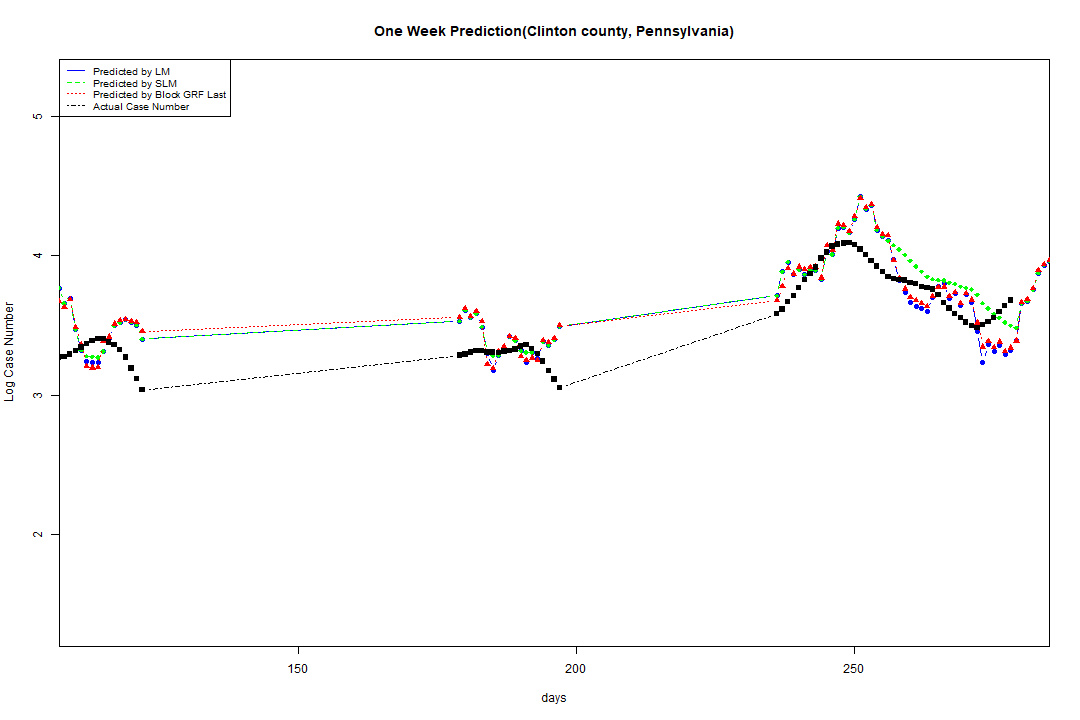 One Week Prediction(Clinton county, Pennsylvania)
Predicted by LM
Predicted by SLM
Predicted by Block GRF Last
Actual Case Number
5
4
3
2
Log Case Number
150
200
250
days